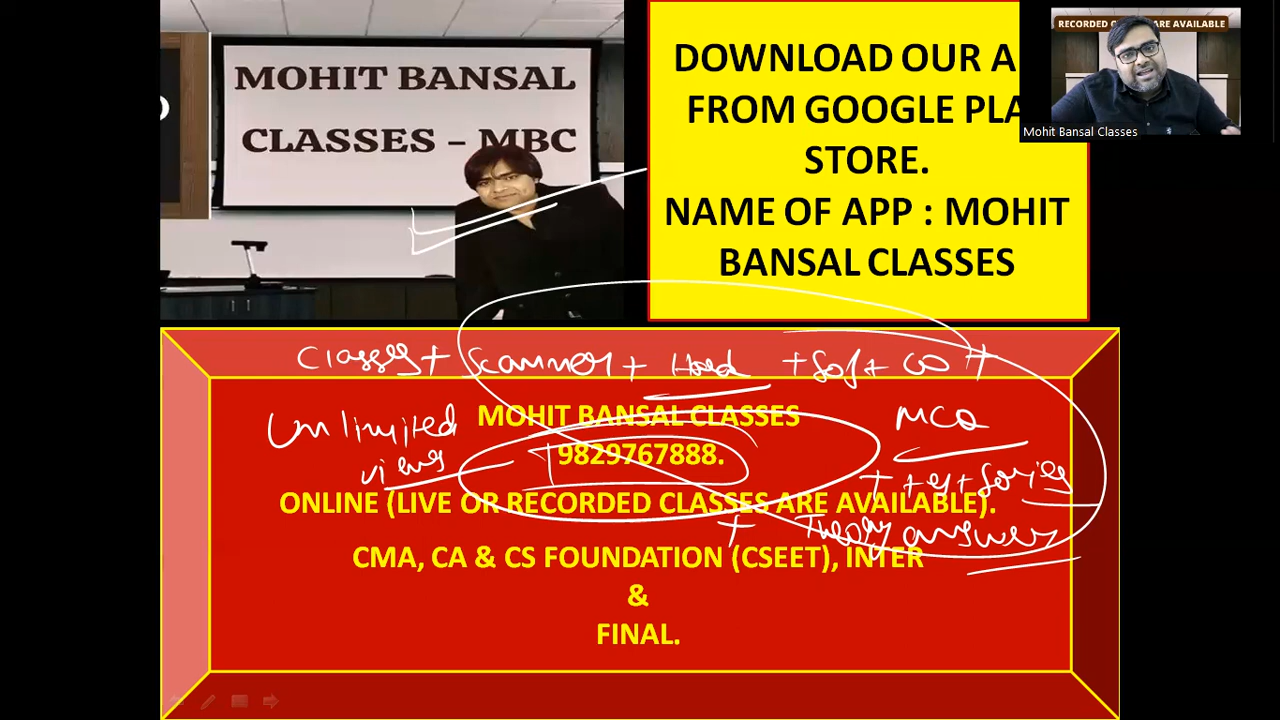 MOHIT BANSAL
CLASSES – MBC
DOWNLOAD OUR A
FROM GOOGLE PLA
STORE.
NAME OF APP : MOHIT
BANSAL CLASSES
RECORDED ARE AVAILABLE
Mohit Bansal Classes
Classes + Scanner + Hard + Sof + CO +
Unlimited
views
MCQ
+ Test Series
+ Theory answer
MOHIT BANSAL CLASSES
9829767888.
ONLINE (LIVE OR RECORDED CLASSES ARE AVAILABLE).
CMA, CA & CS FOUNDATION (CSEET), INTER
&
FINAL.